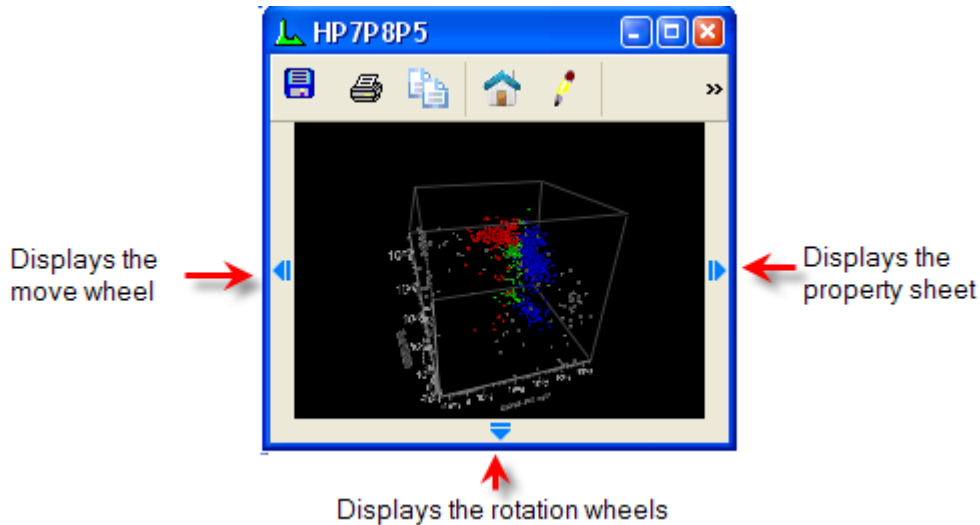 HP7P8P5
»
Displays the
move wheel
Displays the
property sheet
Displays the rotation wheels